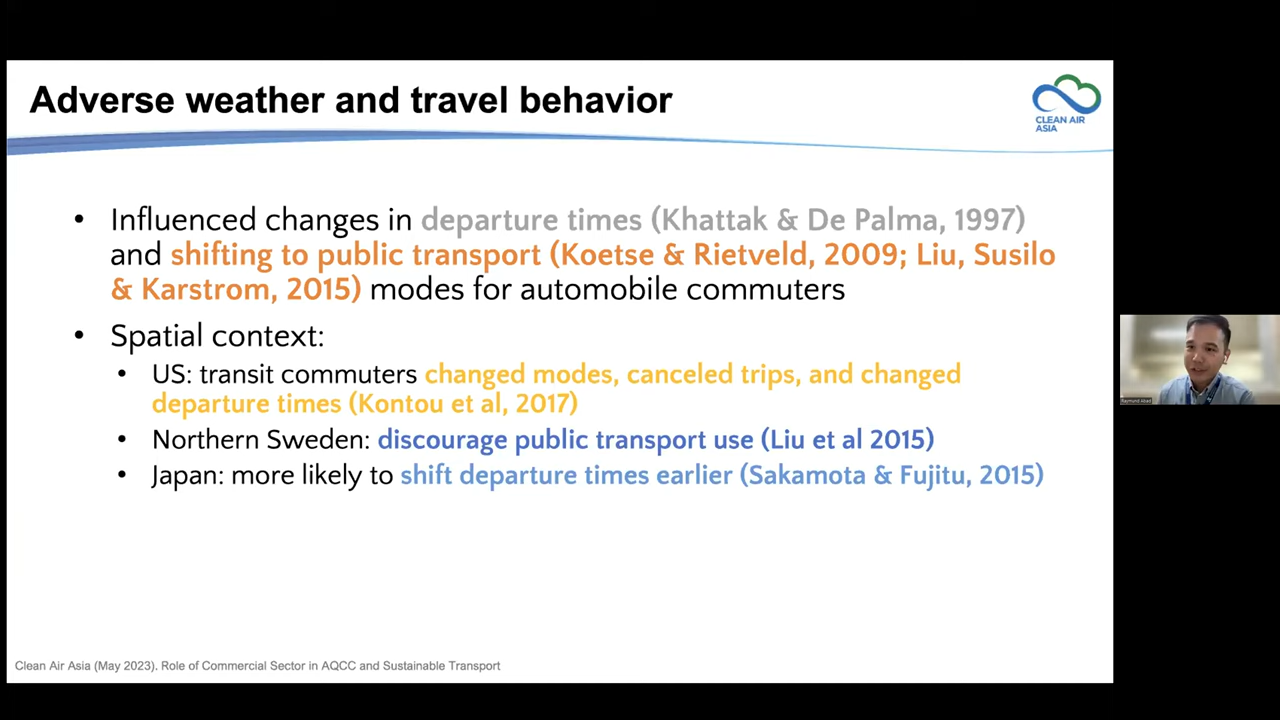 Adverse weather and travel behavior
CLEAN AIR
ASIA
• Influenced changes in departure times (Khattak & De Palma, 1997)
and shifting to public transport (Koetse & Rietveld, 2009; Liu, Susilo
& Karstrom, 2015) modes for automobile commuters
• Spatial context:
• US: transit commuters changed modes, canceled trips, and changed
departure times (Kontou et al, 2017)
• Northern Sweden: discourage public transport use (Liu et al 2015)
• Japan: more likely to shift departure times earlier (Sakamota & Fujitu, 2015)
Raymund Abad
Clean Air Asia (May 2023). Role of Commercial Sector in AQCC and Sustainable Transport